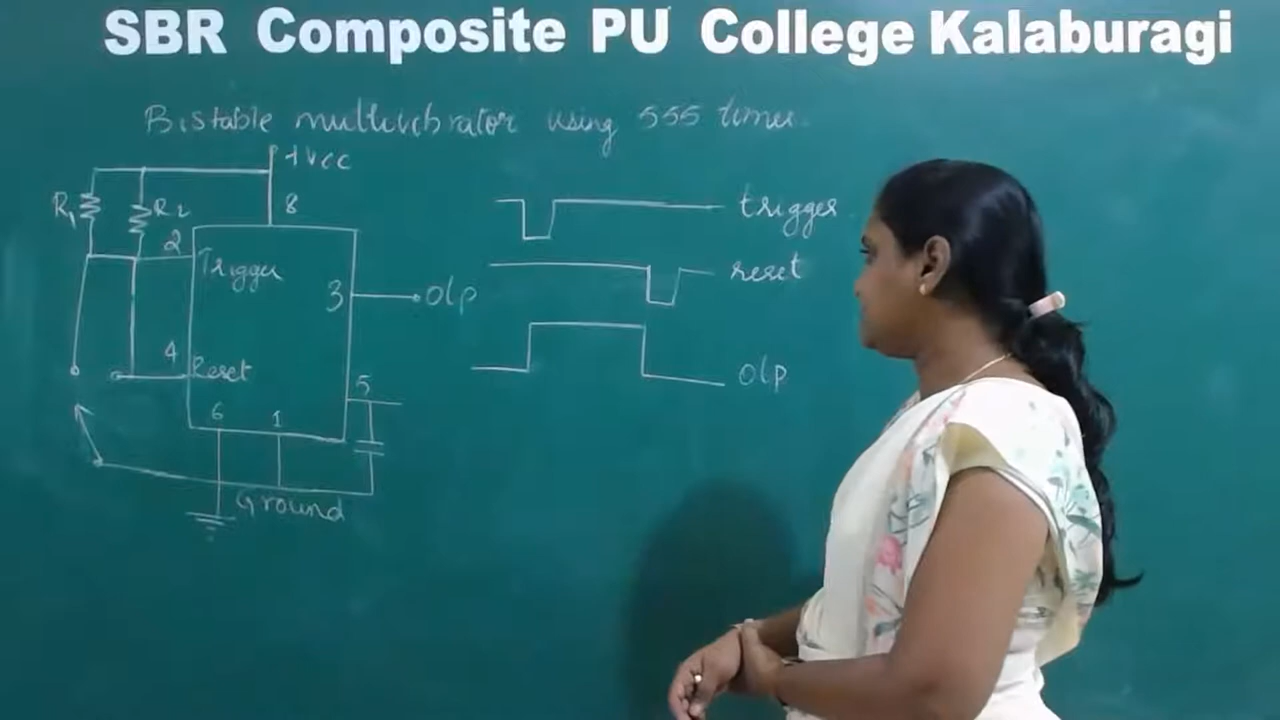 SBR Composite PU College Kalaburagi
Bistable multivibrator using 555 timer
+Vcc
R1
R2
8
2
Trigger
3
O/p
4
Reset
5
6
1
Ground
trigger
reset
O/p